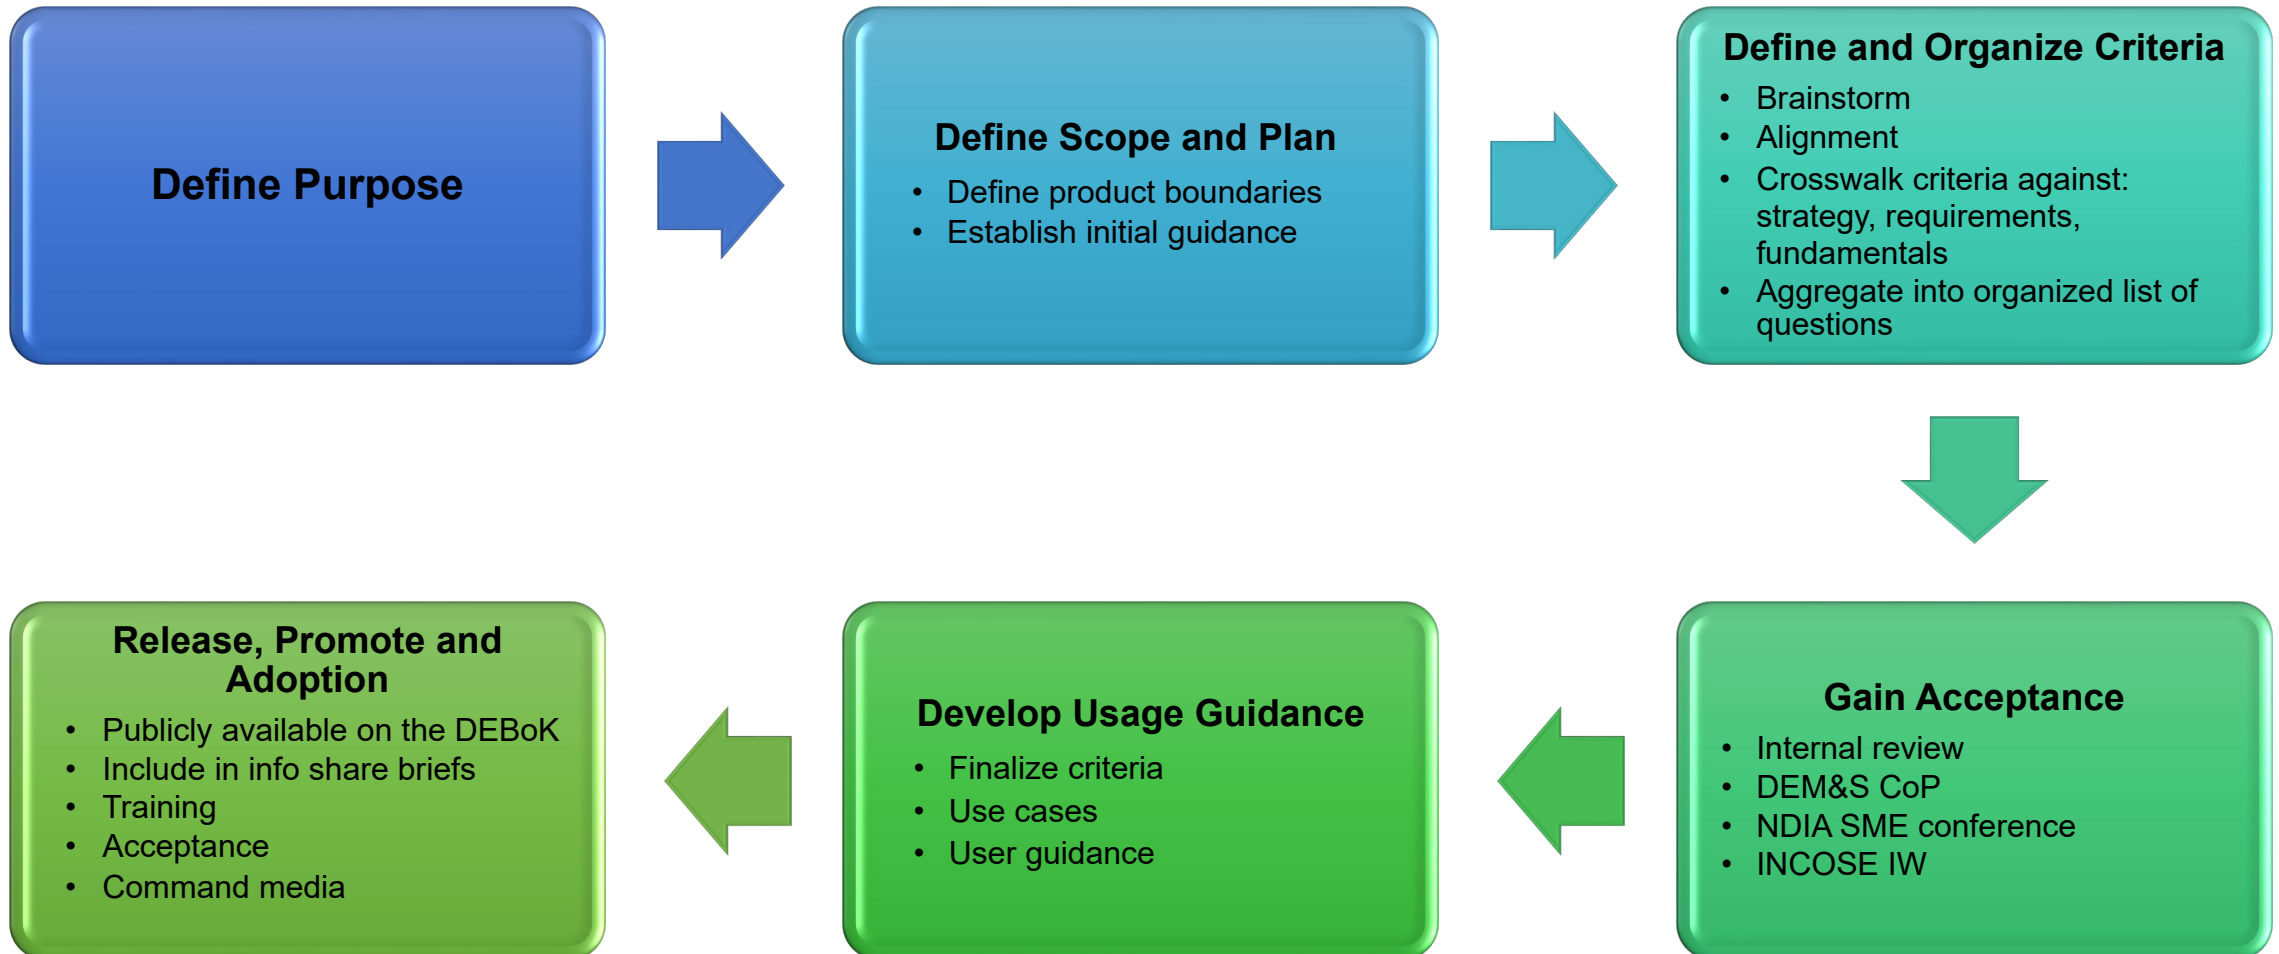 Define Purpose
Define Scope and Plan
• Define product boundaries
• Establish initial guidance
Define and Organize Criteria
• Brainstorm
• Alignment
• Crosswalk criteria against:
strategy, requirements,
fundamentals
• Aggregate into organized list of
questions
Gain Acceptance
• Internal review
• DEM&S CoP
• NDIA SME conference
• INCOSE IW
Develop Usage Guidance
• Finalize criteria
• Use cases
• User guidance
Release, Promote and
Adoption
• Publicly available on the DEBoK
• Include in info share briefs
• Training
• Acceptance
• Command media